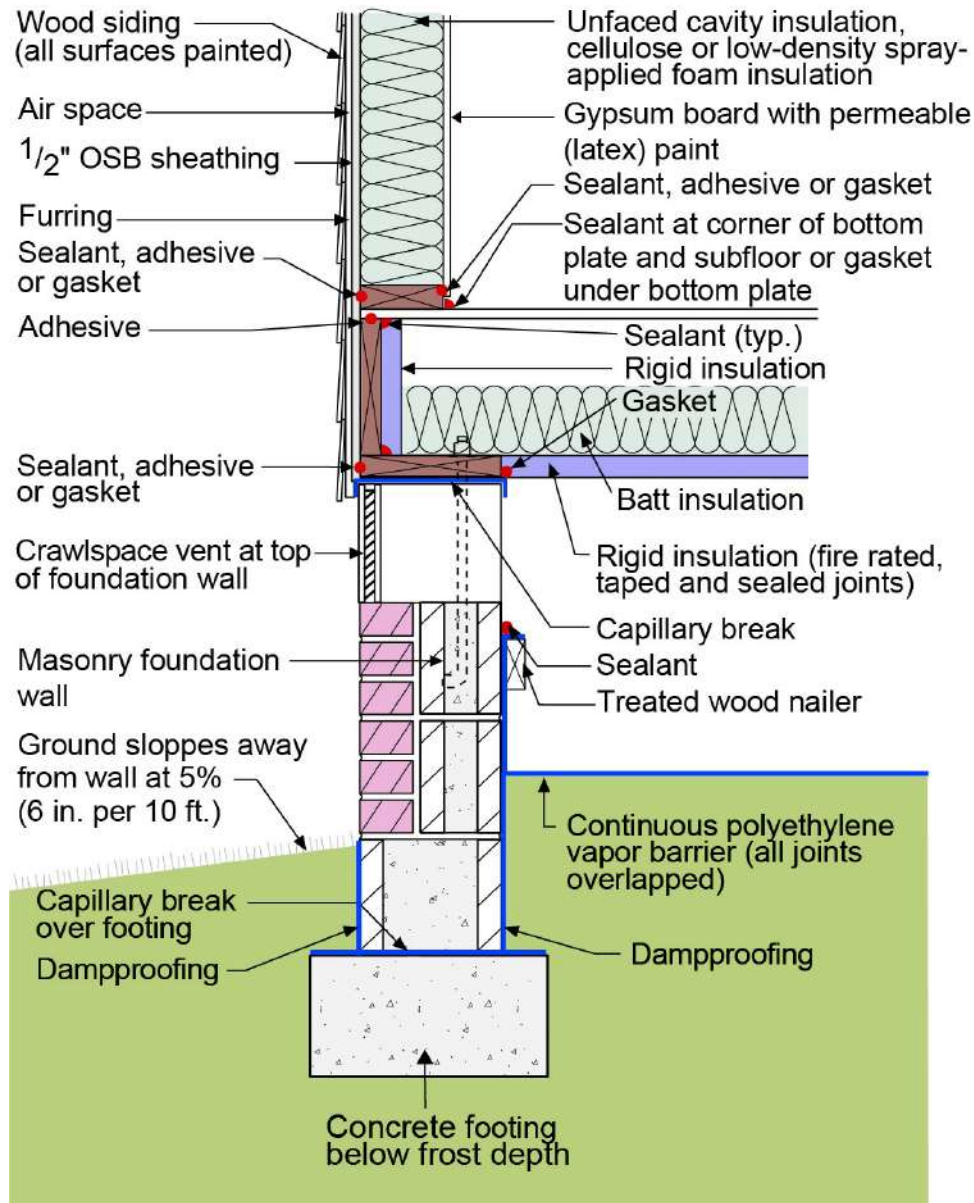 Wood siding
(all surfaces painted)
Air space
1/2" OSB sheathing
Furring
Sealant, adhesive
or gasket
Adhesive
Sealant, adhesive
or gasket
Crawlspace vent at top
of foundation wall
Masonry foundation
wall
Ground sloppes away
from wall at 5%
(6 in. per 10 ft.)
Capillary break
over footing
Dampproofing
Unfaced cavity insulation,
cellulose or low-density spray-
applied foam insulation
Gypsum board with permeable
(latex) paint
Sealant, adhesive or gasket
Sealant at corner of bottom
plate and subfloor or gasket
under bottom plate
Sealant (typ.)
Rigid insulation
Gasket
Batt insulation
Rigid insulation (fire rated,
taped and sealed joints)
Capillary break
Sealant
Treated wood nailer
Continuous polyethylene
vapor barrier (all joints
overlapped)
Dampproofing
Concrete footing
below frost depth